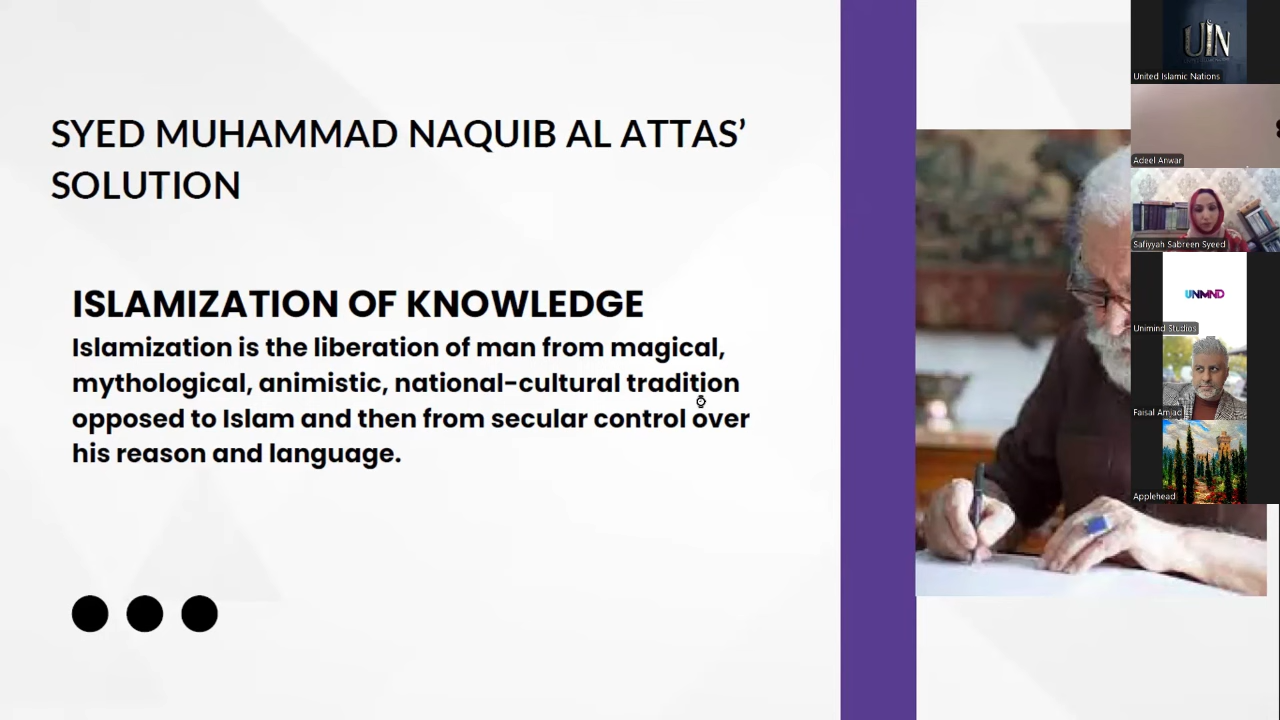 SYED MUHAMMAD NAQUIB AL ATTAS’
SOLUTION
ISLAMIZATION OF KNOWLEDGE
Islamization is the liberation of man from magical,
mythological, animistic, national-cultural tradition
opposed to Islam and then from secular control over
his reason and language.
UIN
United Islamic Nations
Adeel Anwar
Safiyyah Sabreen Syeed
UNMND
Unimind Studios
Faisal Amjad
Applehead